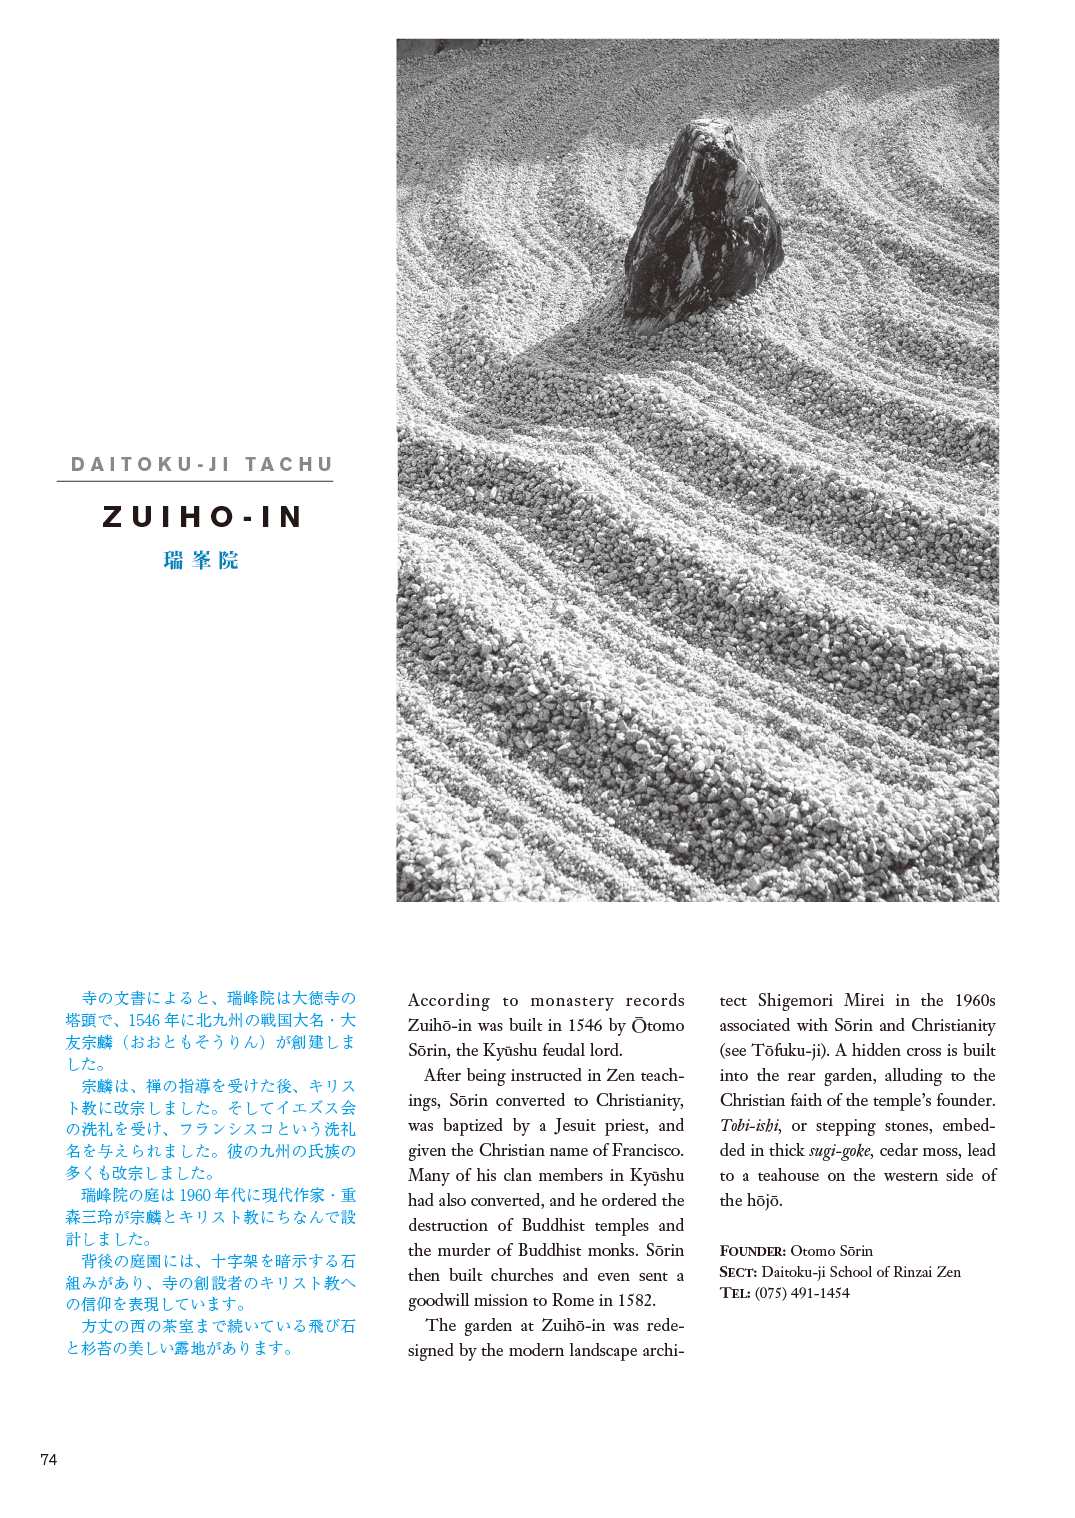 DAITOKU-JI TACHU
ZUIHO-IN
瑞峯院
寺の文書によると、瑞峰院は大徳寺の
塔頭で、1546 年に北九州の戦国大名・大
友宗麟（おおともそうりん）が創建しま
した。
宗麟は、禅の指導を受けた後、キリス
ト教に改宗しました。そしてイエズス会
の洗礼を受け、フランシスコという洗礼
名を与えられました。彼の九州の氏族の
多くも改宗しました。
瑞峰院の庭は 1960 年代に現代作家・重
森三玲が宗麟とキリスト教にちなんで設
計しました。
背後の庭園には、十字架を暗示する石
組みがあり、寺の創設者のキリスト教へ
の信仰を表現しています。
方丈の西の茶室まで続いている飛び石
と杉苔の美しい露地があります。
According to monastery records
Zuihō-in was built in 1546 by Ōtomo
Sōrin, the Kyūshu feudal lord.
After being instructed in Zen teach-
ings, Sōrin converted to Christianity,
was baptized by a Jesuit priest, and
given the Christian name of Francisco.
Many of his clan members in Kyūshu
had also converted, and he ordered the
destruction of Buddhist temples and
the murder of Buddhist monks. Sōrin
then built churches and even sent a
goodwill mission to Rome in 1582.
The garden at Zuihō-in was rede-
signed by the modern landscape archi-
tect Shigemori Mirei in the 1960s
associated with Sōrin and Christianity
(see Tōfuku-ji). A hidden cross is built
into the rear garden, alluding to the
Christian faith of the temple's founder.
Tobi-ishi, or stepping stones, embed-
ded in thick sugi-goke, cedar moss, lead
to a teahouse on the western side of
the hōjō.
FOUNDER: Otomo Sōrin
SECT: Daitoku-ji School of Rinzai Zen
TEL: (075) 491-1454
74